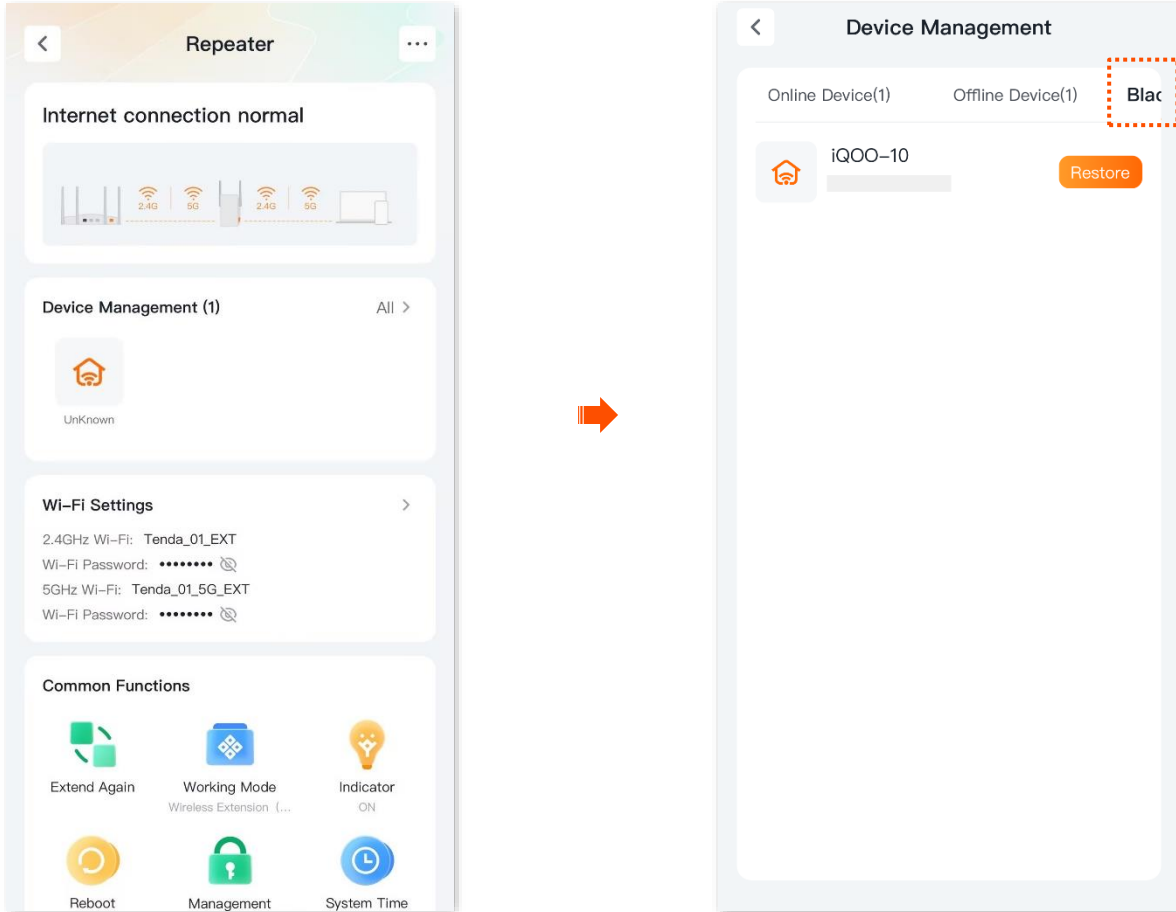 Repeater
Internet connection normal
2.4G
5G
2.4G
5G
Device Management (1)
All
UnKnown
Wi-Fi Settings
2.4GHz Wi-Fi: Tenda_01_EXT
Wi-Fi Password: ••••••••
5GHz Wi-Fi: Tenda_01_5G_EXT
Wi-Fi Password: ••••••••
Common Functions
Extend Again Working Mode Indicator
Wireless Extension (... ON
Reboot Management System Time
Device Management
Online Device(1) Offline Device(1) Blac
iQOO-10
Restore